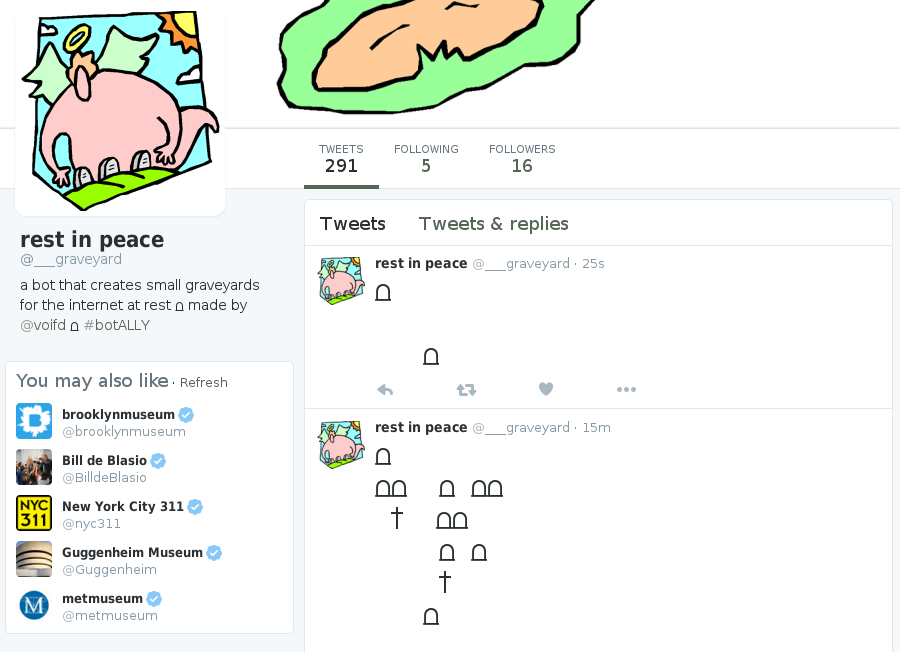 TWEETS FOLLOWING FOLLOWERS
291 5 16
rest in peace
@___graveyard
a bot that creates small graveyards
for the internet at rest ⩍ made by
@voifd ⩍ #botALLY
You may also like · Refresh
brooklynmuseum
@brooklynmuseum
Bill de Blasio
@BilldeBlasio
NYC
311
New York City 311
@nyc311
Guggenheim Museum
@Guggenheim
M
metmuseum
@metmuseum
Tweets Tweets & replies
rest in peace @___graveyard · 25s
rest in peace @___graveyard · 15m